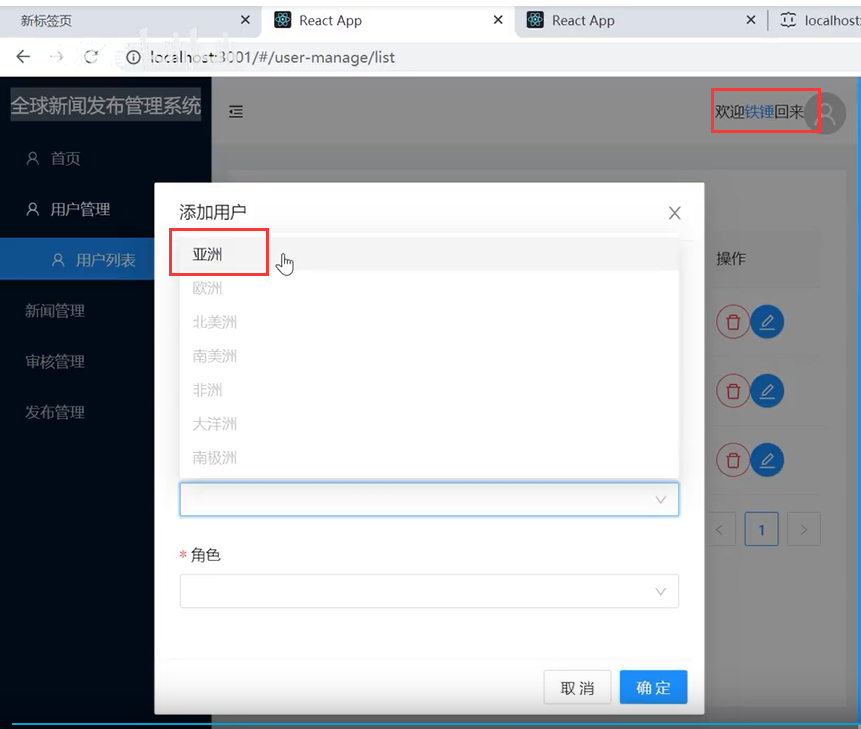 新标签页
React App
React App
localhost
localhost:3001/#/user-manage/list
全球新闻发布管理系统
欢迎铁锤回来
首页
用户管理
用户列表
新闻管理
审核管理
发布管理
添加用户
亚洲
欧洲
北美洲
南美洲
非洲
大洋洲
南极洲
* 角色
取 消
确 定
操作
1